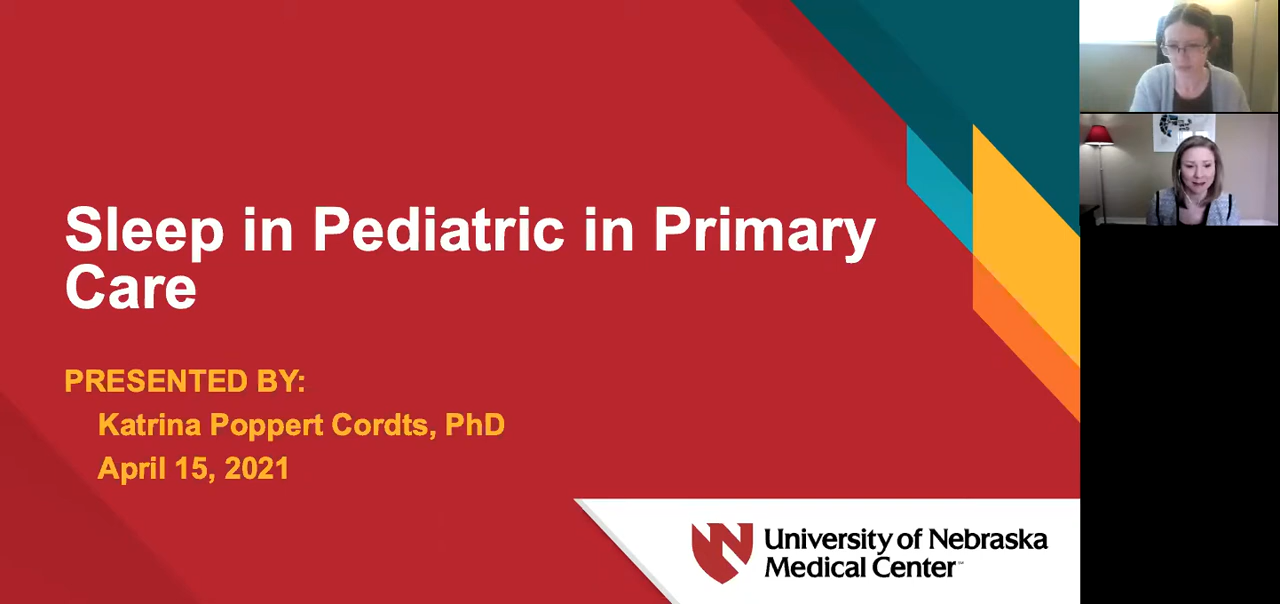 Sleep in Pediatric in Primary
Care
PRESENTED BY:
Katrina Poppert Cordts, PhD
April 15, 2021
University of Nebraska
Medical Center